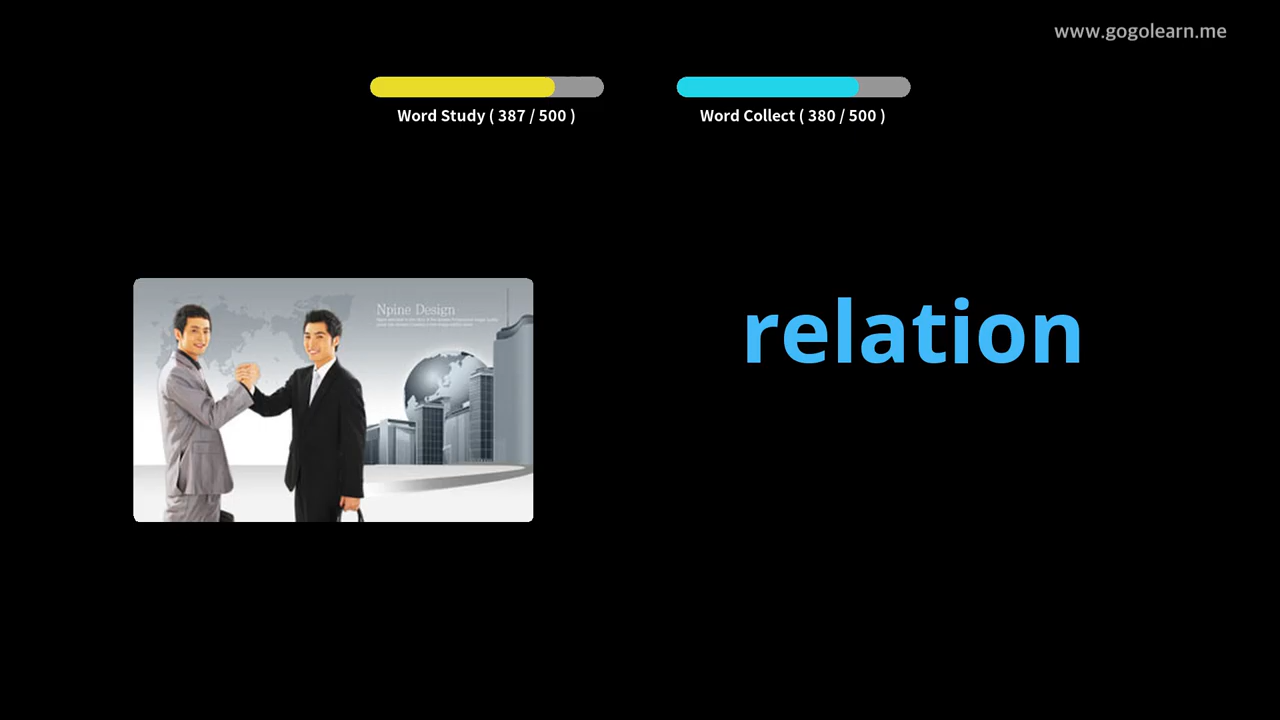 www.gogolearn.me
Word Study ( 387 / 500 )
Word Collect ( 380 / 500 )
Npine Design
relation